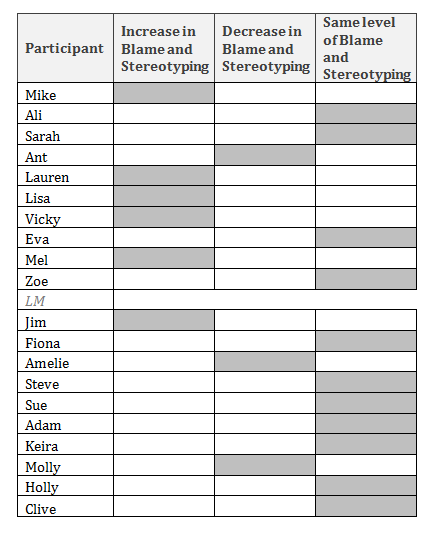 Participant
Increase in
Blame and
Stereotyping
Decrease in
Blame and
Stereotyping
Same level
of Blame
and
Stereotyping
Mike
Ali
Sarah
Ant
Lauren
Lisa
Vicky
Eva
Mel
Zoe
LM
Jim
Fiona
Amelie
Steve
Sue
Adam
Keira
Molly
Holly
Clive